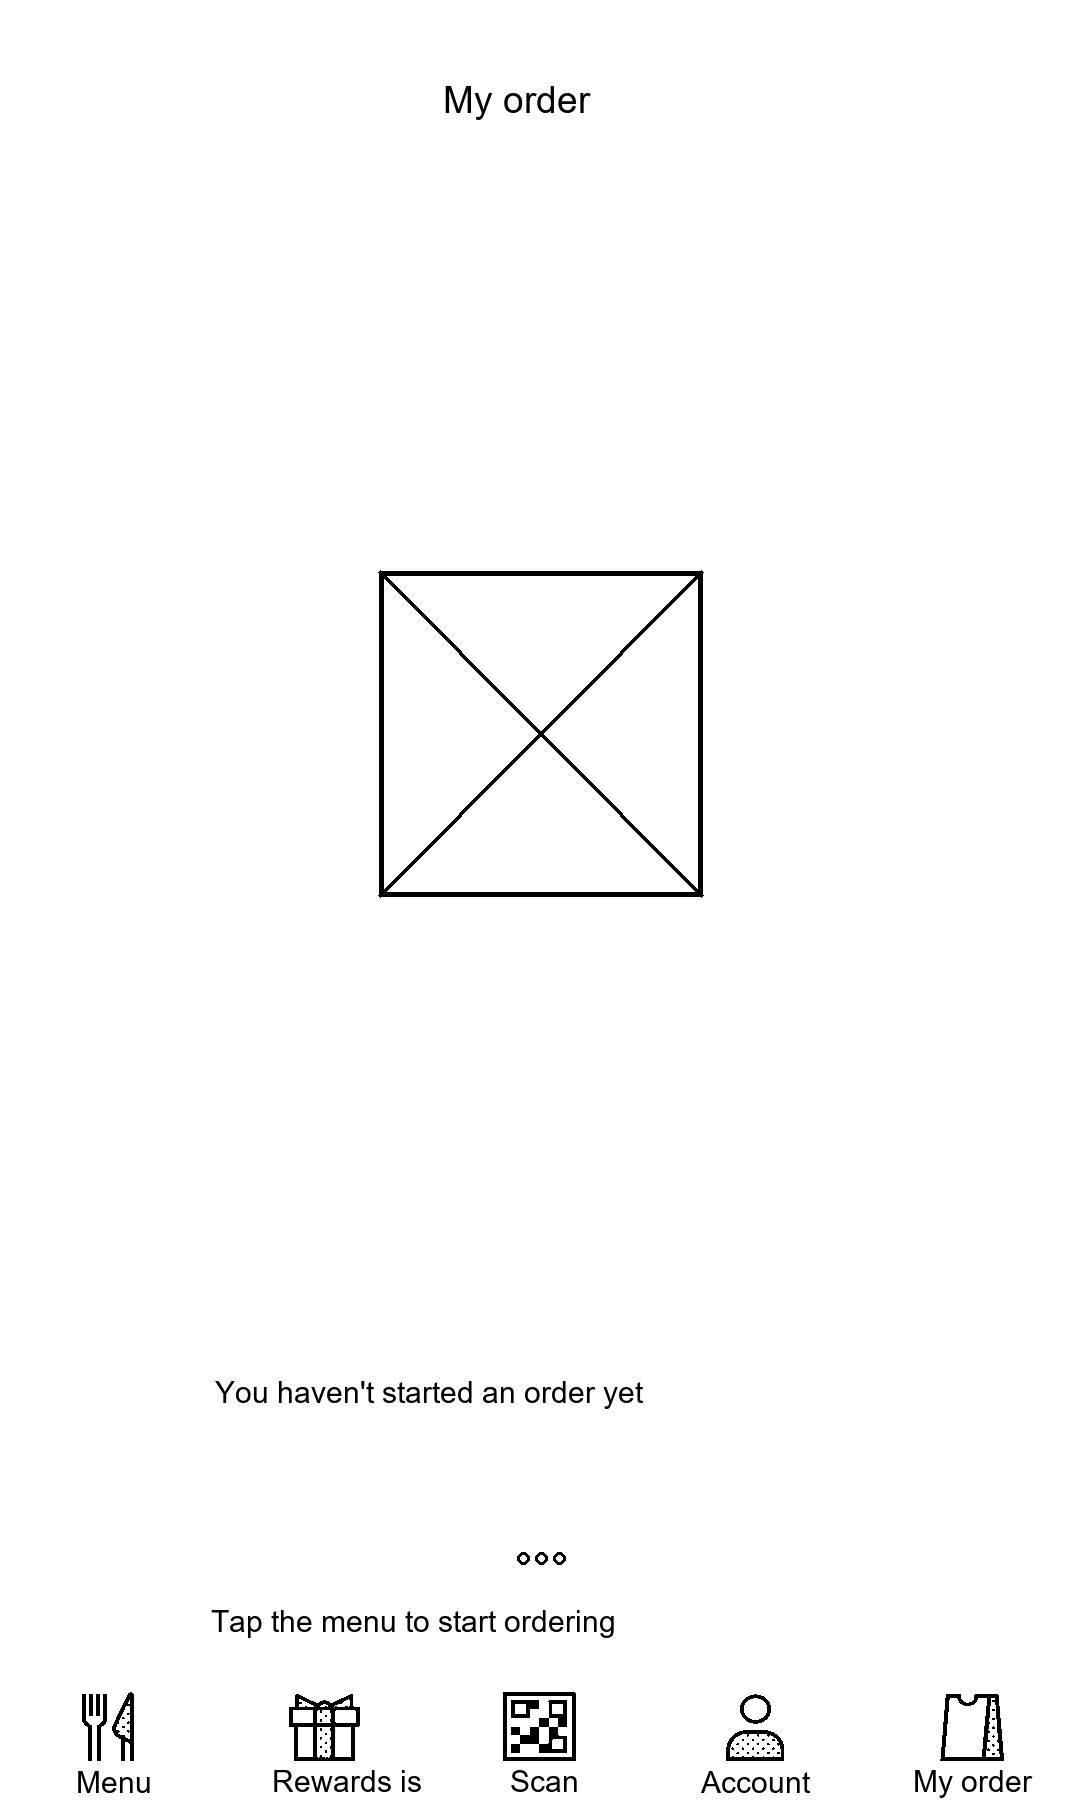 My order
You haven't started an order yet
Tap the menu to start ordering
Menu
Rewards is
Scan
Account
My order